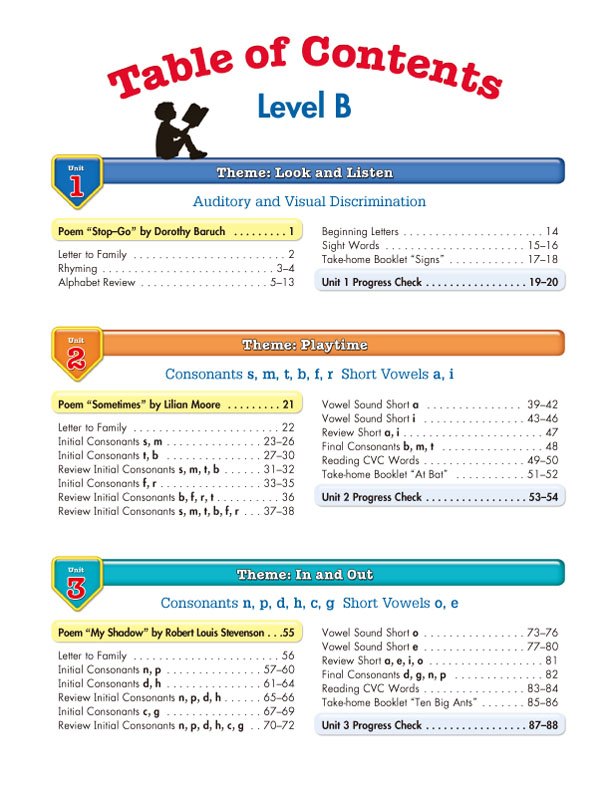 Table of Contents
Level B
Unit
1
Theme: Look and Listen
Auditory and Visual Discrimination
Poem “Stop–Go” by Dorothy Baruch . . . . . . . . . 1
Letter to Family . . . . . . . . . . . . . . . . . . . . . . . 2
Rhyming . . . . . . . . . . . . . . . . . . . . . . . . . . 3–4
Alphabet Review . . . . . . . . . . . . . . . . . . . 5–13
Beginning Letters . . . . . . . . . . . . . . . . . . . . . 14
Sight Words . . . . . . . . . . . . . . . . . . . . . 15–16
Take-home Booklet “Signs” . . . . . . . . . . . 17–18
Unit 1 Progress Check . . . . . . . . . . . . . . . . . 19–20
Unit
2
Theme: Playtime
Consonants s, m, t, b, f, r Short Vowels a, i
Poem “Sometimes” by Lilian Moore . . . . . . . . . 21
Letter to Family . . . . . . . . . . . . . . . . . . . . . . 22
Initial Consonants s, m . . . . . . . . . . . . . . . 23–26
Initial Consonants t, b . . . . . . . . . . . . . . . . 27–30
Review Initial Consonants s, m, t, b . . . . . . 31–32
Initial Consonants f, r . . . . . . . . . . . . . . . . 33–35
Review Initial Consonants b, f, r, t . . . . . . . . . . 36
Review Initial Consonants s, m, t, b, f, r . . . 37–38
Vowel Sound Short a . . . . . . . . . . . . . . . 39–42
Vowel Sound Short i . . . . . . . . . . . . . . . . 43–46
Review Short a, i . . . . . . . . . . . . . . . . . . . . . . 47
Final Consonants b, m, t . . . . . . . . . . . . . . . . . 48
Reading CVC Words . . . . . . . . . . . . . . . . 49–50
Take-home Booklet “At Bat” . . . . . . . . . . . 51–52
Unit 2 Progress Check . . . . . . . . . . . . . . . . . 53–54
Unit
3
Theme: In and Out
Consonants n, p, d, h, c, g Short Vowels o, e
Poem “My Shadow” by Robert Louis Stevenson . . .55
Letter to Family . . . . . . . . . . . . . . . . . . . . . . 56
Initial Consonants n, p . . . . . . . . . . . . . . . 57–60
Initial Consonants d, h . . . . . . . . . . . . . . . 61–64
Review Initial Consonants n, p, d, h . . . . . . 65–66
Initial Consonants c, g . . . . . . . . . . . . . . . 67–69
Review Initial Consonants n, p, d, h, c, g . . 70–72
Vowel Sound Short o . . . . . . . . . . . . . . . . 73–76
Vowel Sound Short e . . . . . . . . . . . . . . . . 77–80
Review Short a, e, i, o . . . . . . . . . . . . . . . . . . 81
Final Consonants d, g, n, p . . . . . . . . . . . . . . . 82
Reading CVC Words . . . . . . . . . . . . . . . . 83–84
Take-home Booklet “Ten Big Ants” . . . . . . . 85–86
Unit 3 Progress Check . . . . . . . . . . . . . . . . . 87–88